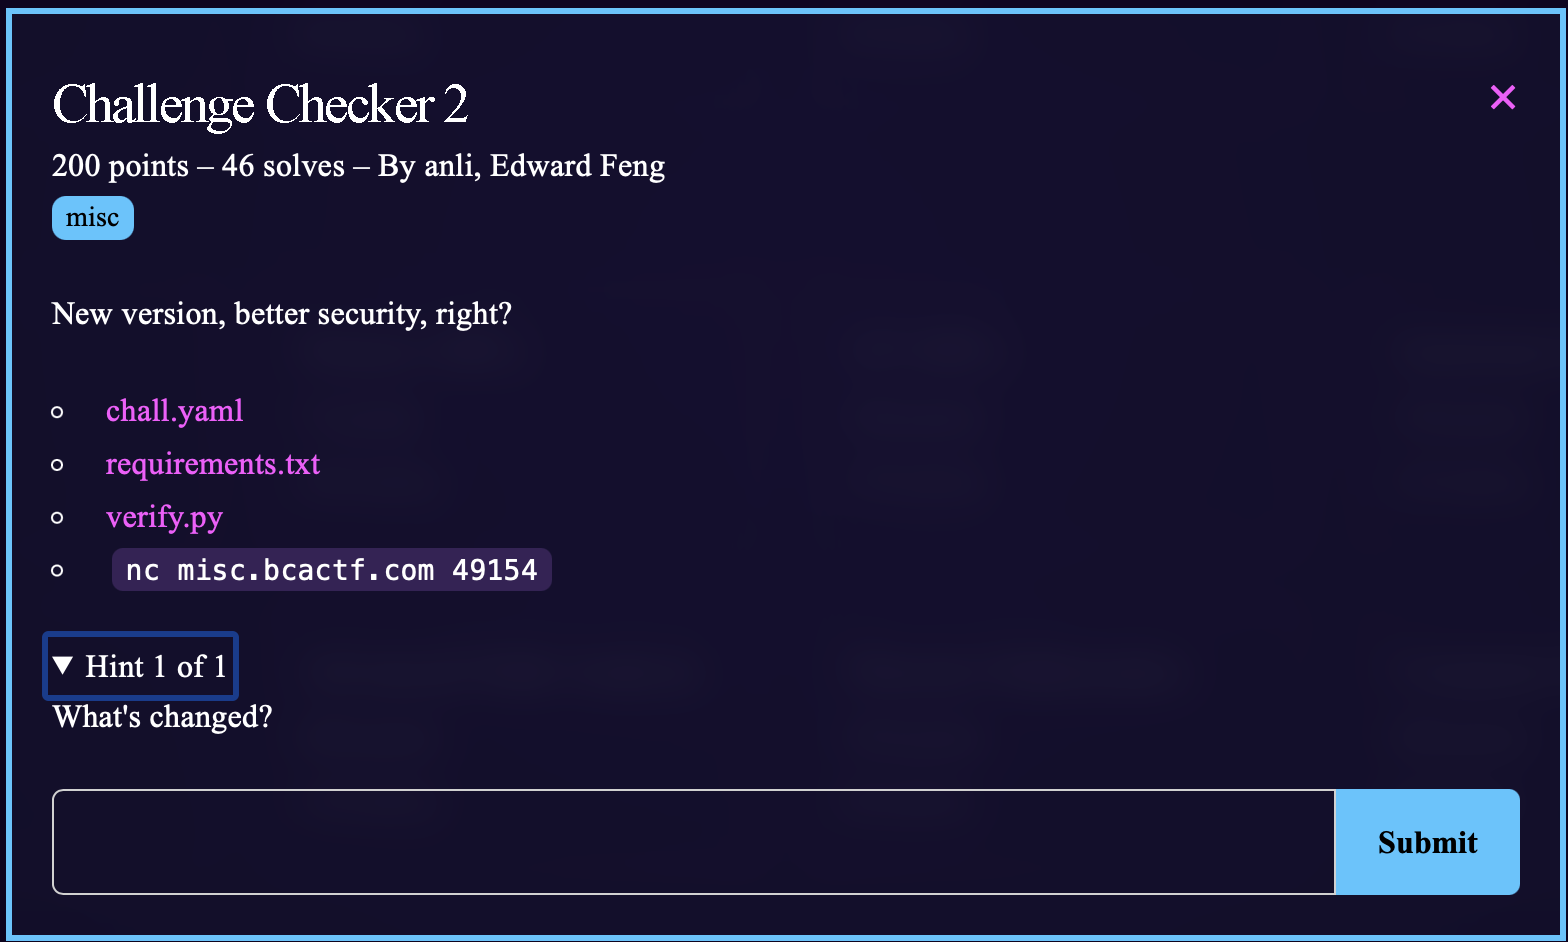 Challenge Checker 2
200 points – 46 solves – By anli, Edward Feng
misc
New version, better security, right?
chall.yaml
requirements.txt
verify.py
nc misc.bcactf.com 49154
▼ Hint 1 of 1
What's changed?
Submit